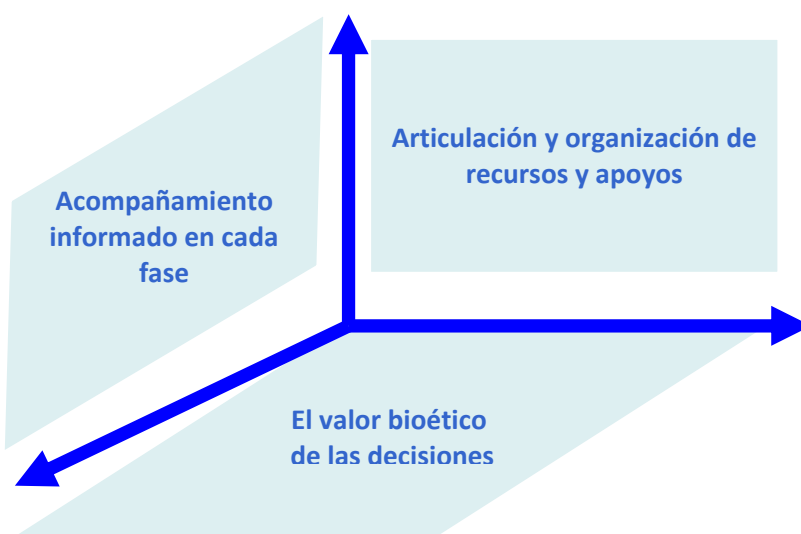 Articulación y organización de
recursos y apoyos
Acompañamiento
informado en cada
fase
El valor bioético
de las decisiones